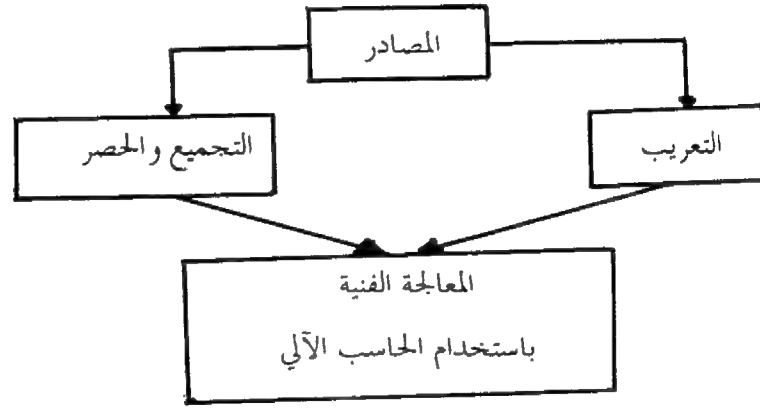 المصادر
التعريب
التجميع والحصر
المعالجة الفنية
باستخدام الحاسب الآلي